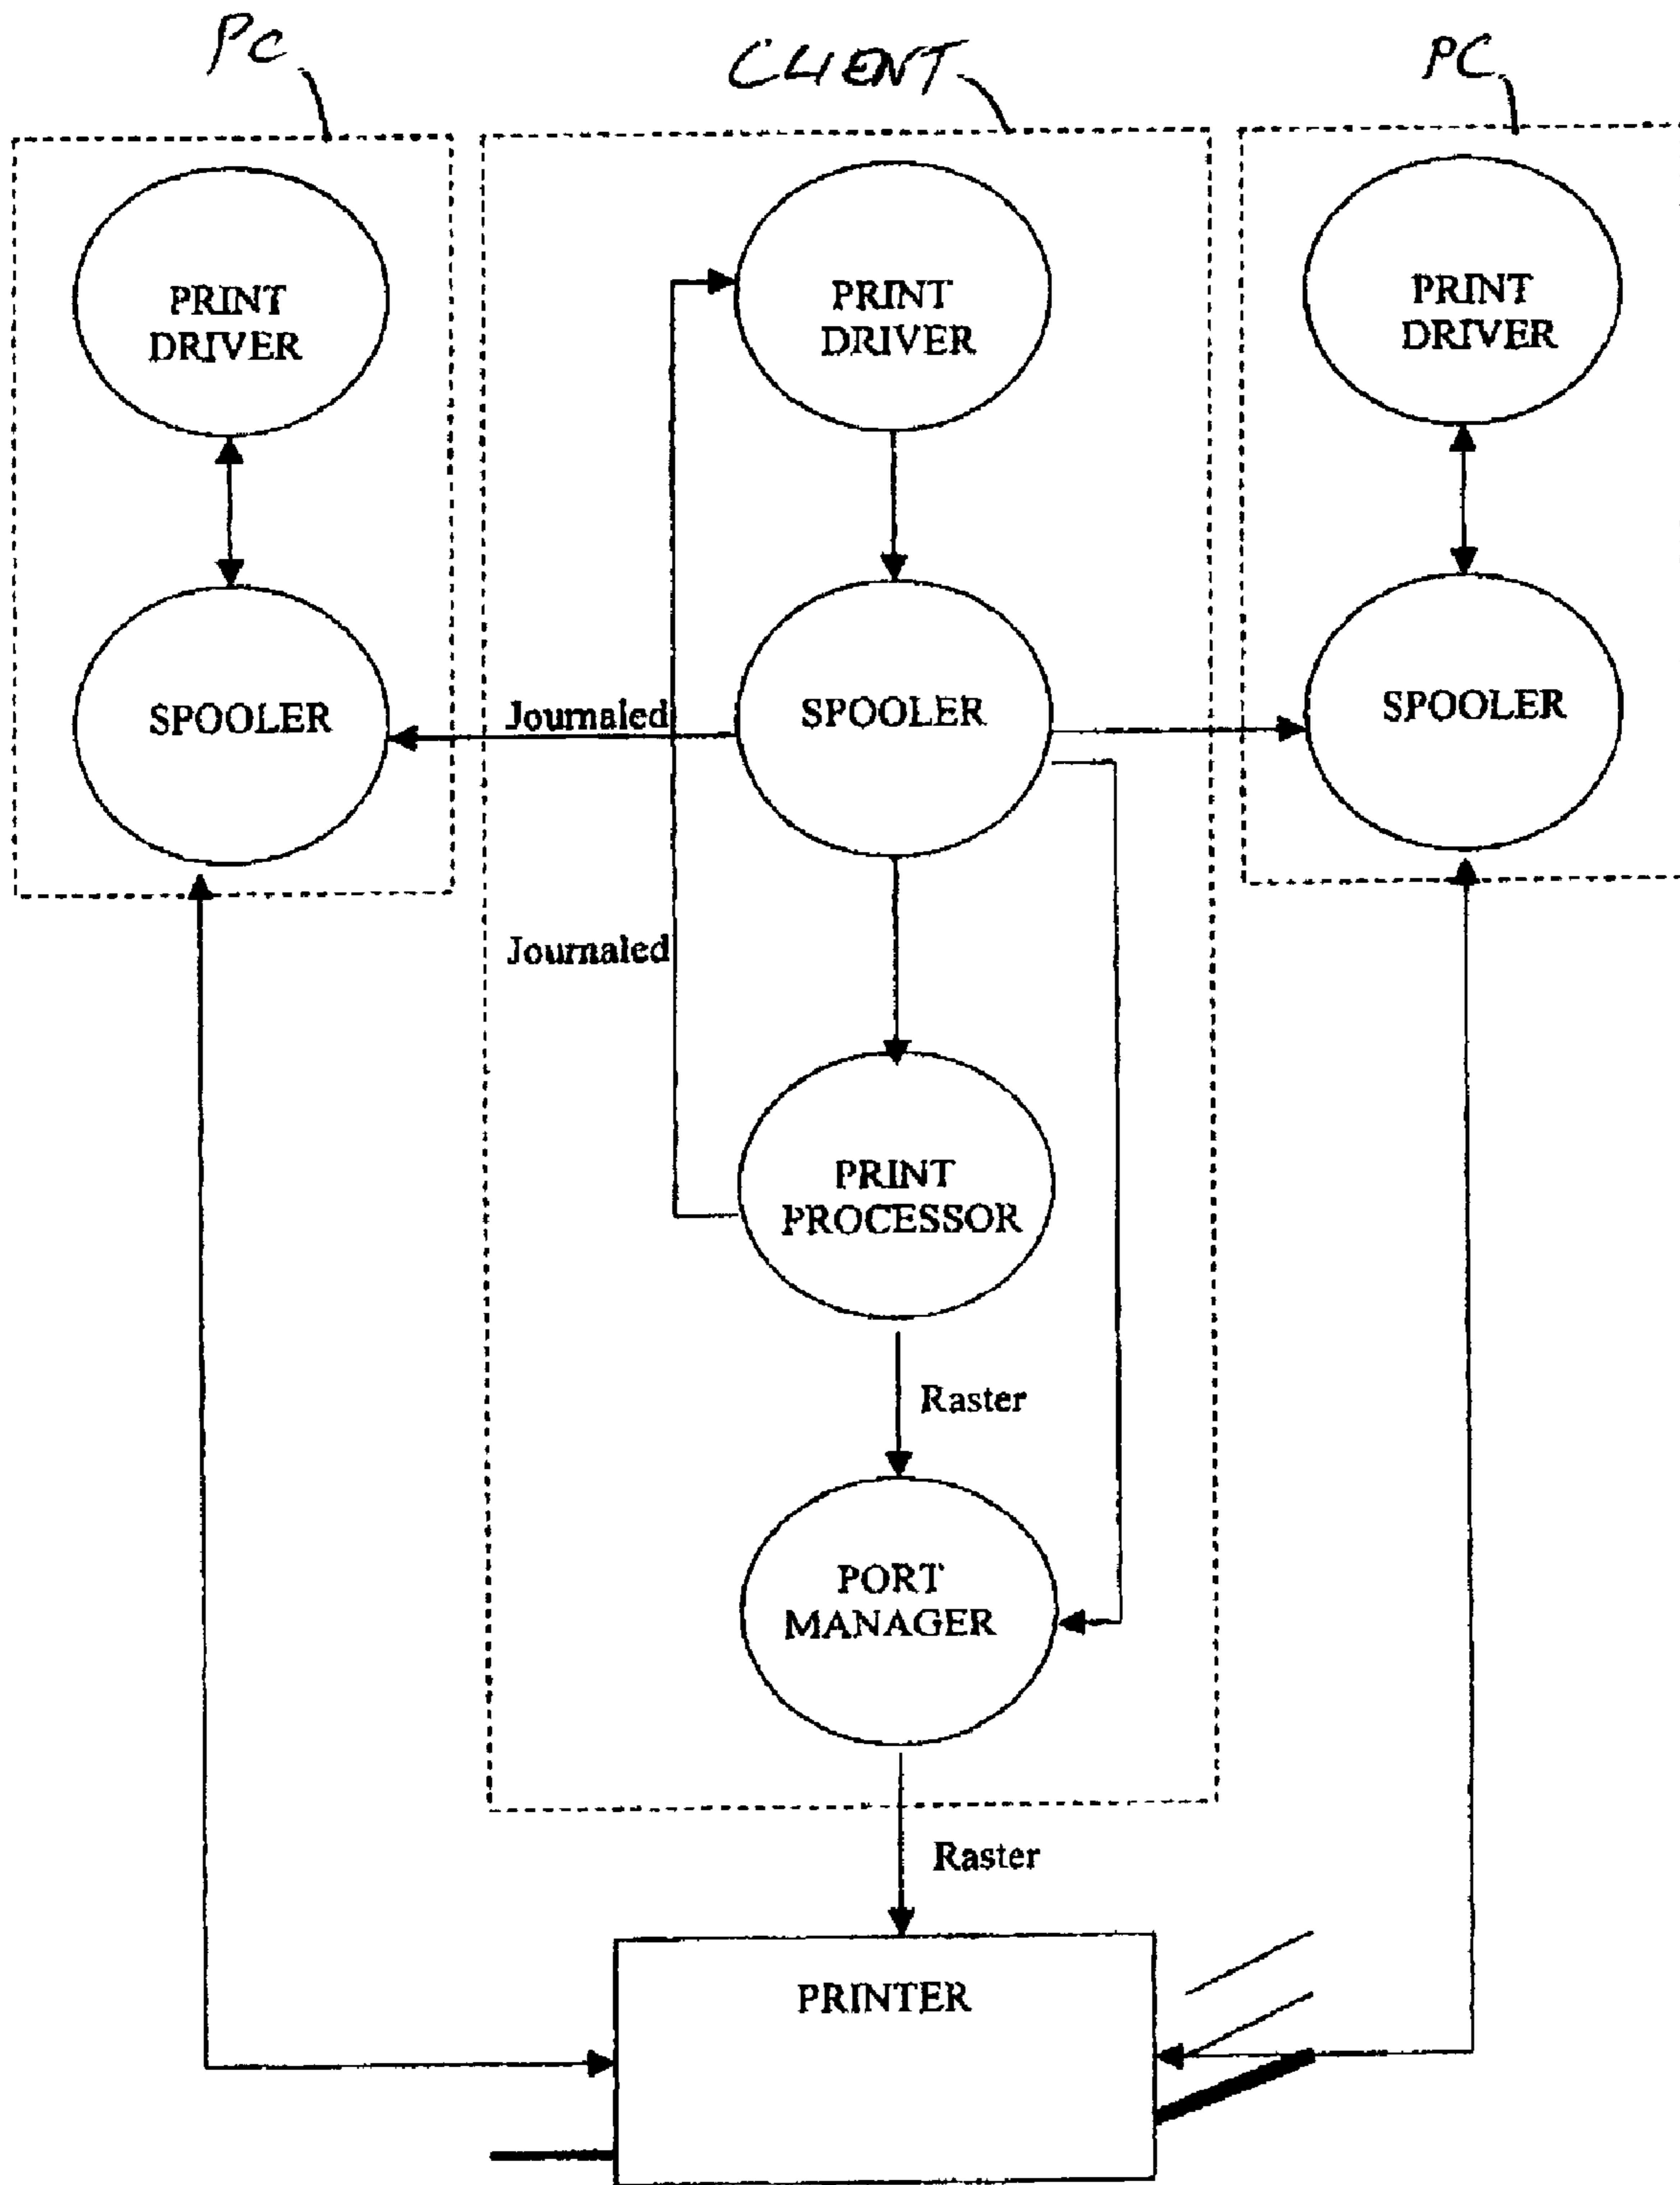 PC
CLIENT
PC
PRINT
DRIVER
PRINT
DRIVER
PRINT
DRIVER
SPOOLER
Journaled
SPOOLER
SPOOLER
Journaled
PRINT
PROCESSOR
Raster
PORT
MANAGER
Raster
PRINTER